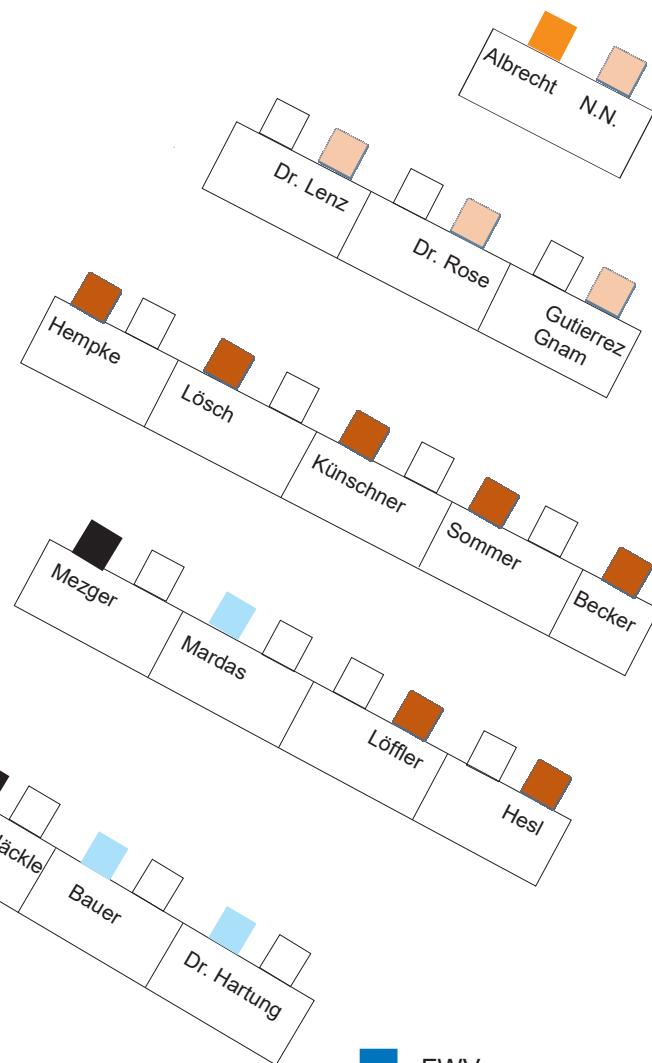 Albrecht
N.N.
Dr. Lenz
Dr. Rose
Gutierrez
Gnam
Hempke
Lösch
Künschner
Sommer
Becker
Mezger
Mardas
Löffler
Hesl
Bauer
Dr. Hartung